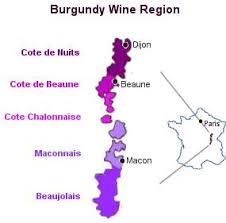 Burgundy Wine Region
Cote de Nuits
Dijon
Cote de Beaune
Beaune
Cote Chalonnaise
Paris
Maconnais
Macon
Beaujolais